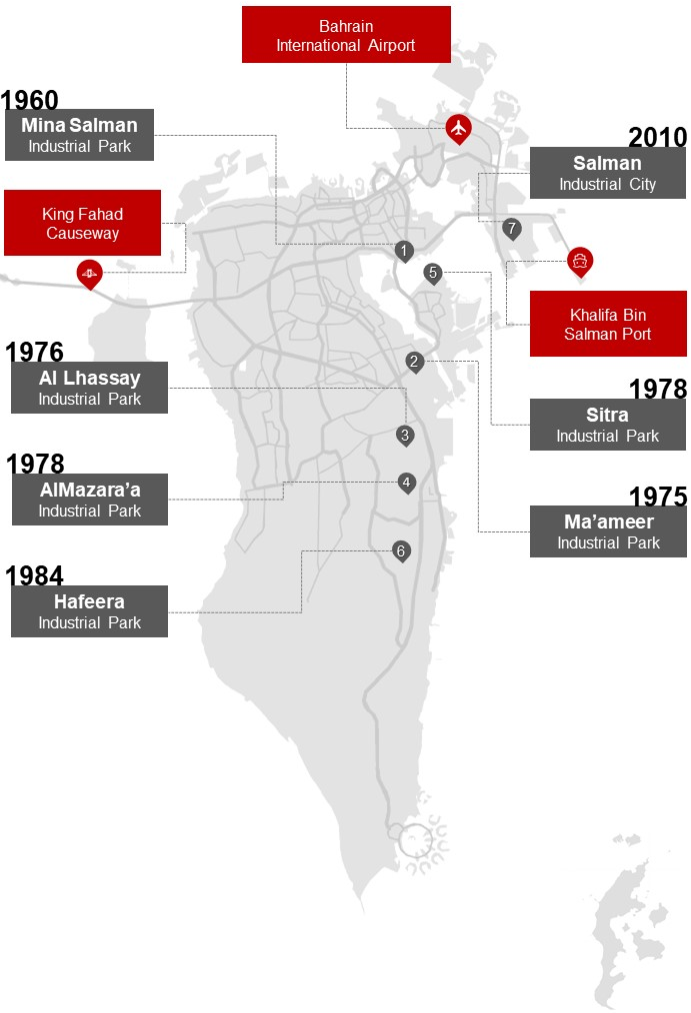 Bahrain
International Airport
1960
Mina Salman
Industrial Park
2010
Salman
Industrial City
King Fahad
Causeway
7
1
5
Khalifa Bin
Salman Port
1976
Al Lhassay
Industrial Park
2
1978
Sitra
Industrial Park
3
1978
AlMazara’a
Industrial Park
4
1975
Ma’ameer
Industrial Park
6
1984
Hafeera
Industrial Park